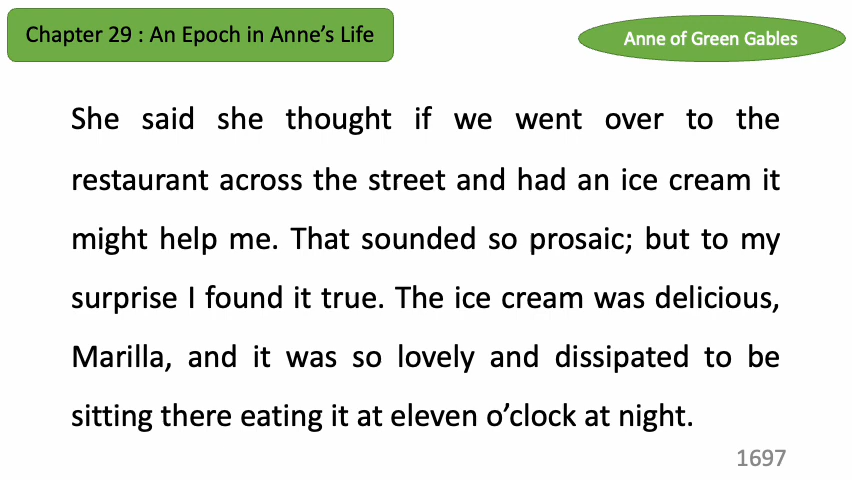 Chapter 29 : An Epoch in Anne’s Life
Anne of Green Gables
She said she thought if we went over to the
restaurant across the street and had an ice cream it
might help me. That sounded so prosaic; but to my
surprise I found it true. The ice cream was delicious,
Marilla, and it was so lovely and dissipated to be
sitting there eating it at eleven o’clock at night.
1697